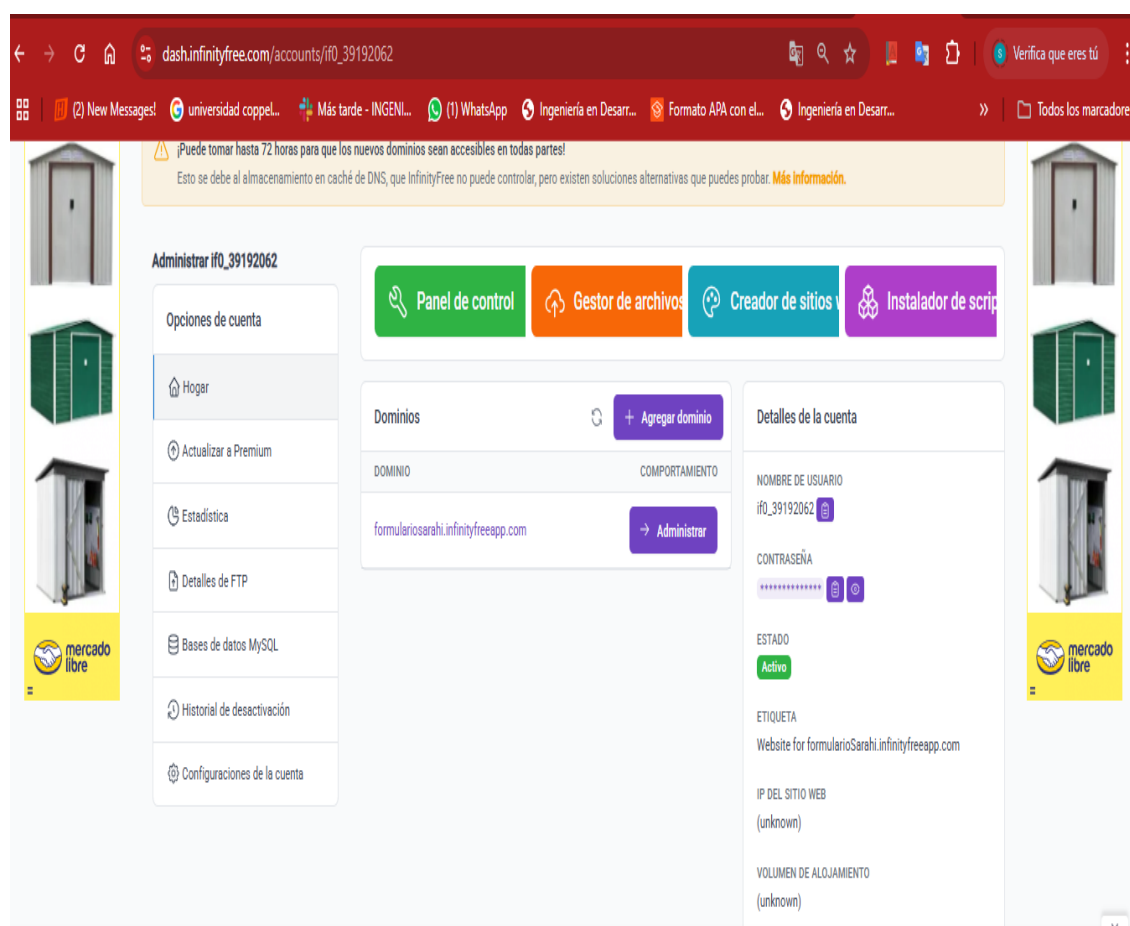 dash.infinityfree.com/accounts/if0_39192062
S Verifica que eres tú
(2) New Messages! universidad coppel... Más tarde - INGENI... (1) WhatsApp Ingeniería en Desarr... Formato APA con el... Ingeniería en Desarr... » Todos los marcadore
¡Puede tomar hasta 72 horas para que los nuevos dominios sean accesibles en todas partes!
Esto se debe al almacenamiento en caché de DNS, que InfinityFree no puede controlar, pero existen soluciones alternativas que puedes probar. Más información.
Administrar if0_39192062
Opciones de cuenta
Hogar
Actualizar a Premium
Estadística
Detalles de FTP
Bases de datos MySQL
Historial de desactivación
Configuraciones de la cuenta
Panel de control
Gestor de archivos
Creador de sitios v
Instalador de scrip
Dominios
+ Agregar dominio
DOMINIO COMPORTAMIENTO
formulariosarahi.infinityfreeapp.com → Administrar
Detalles de la cuenta
NOMBRE DE USUARIO
if0_39192062
CONTRASEÑA
**************
ESTADO
Activo
ETIQUETA
Website for formularioSarahi.infinityfreeapp.com
IP DEL SITIO WEB
(unknown)
VOLUMEN DE ALOJAMIENTO
(unknown)
mercado
libre
mercado
libre